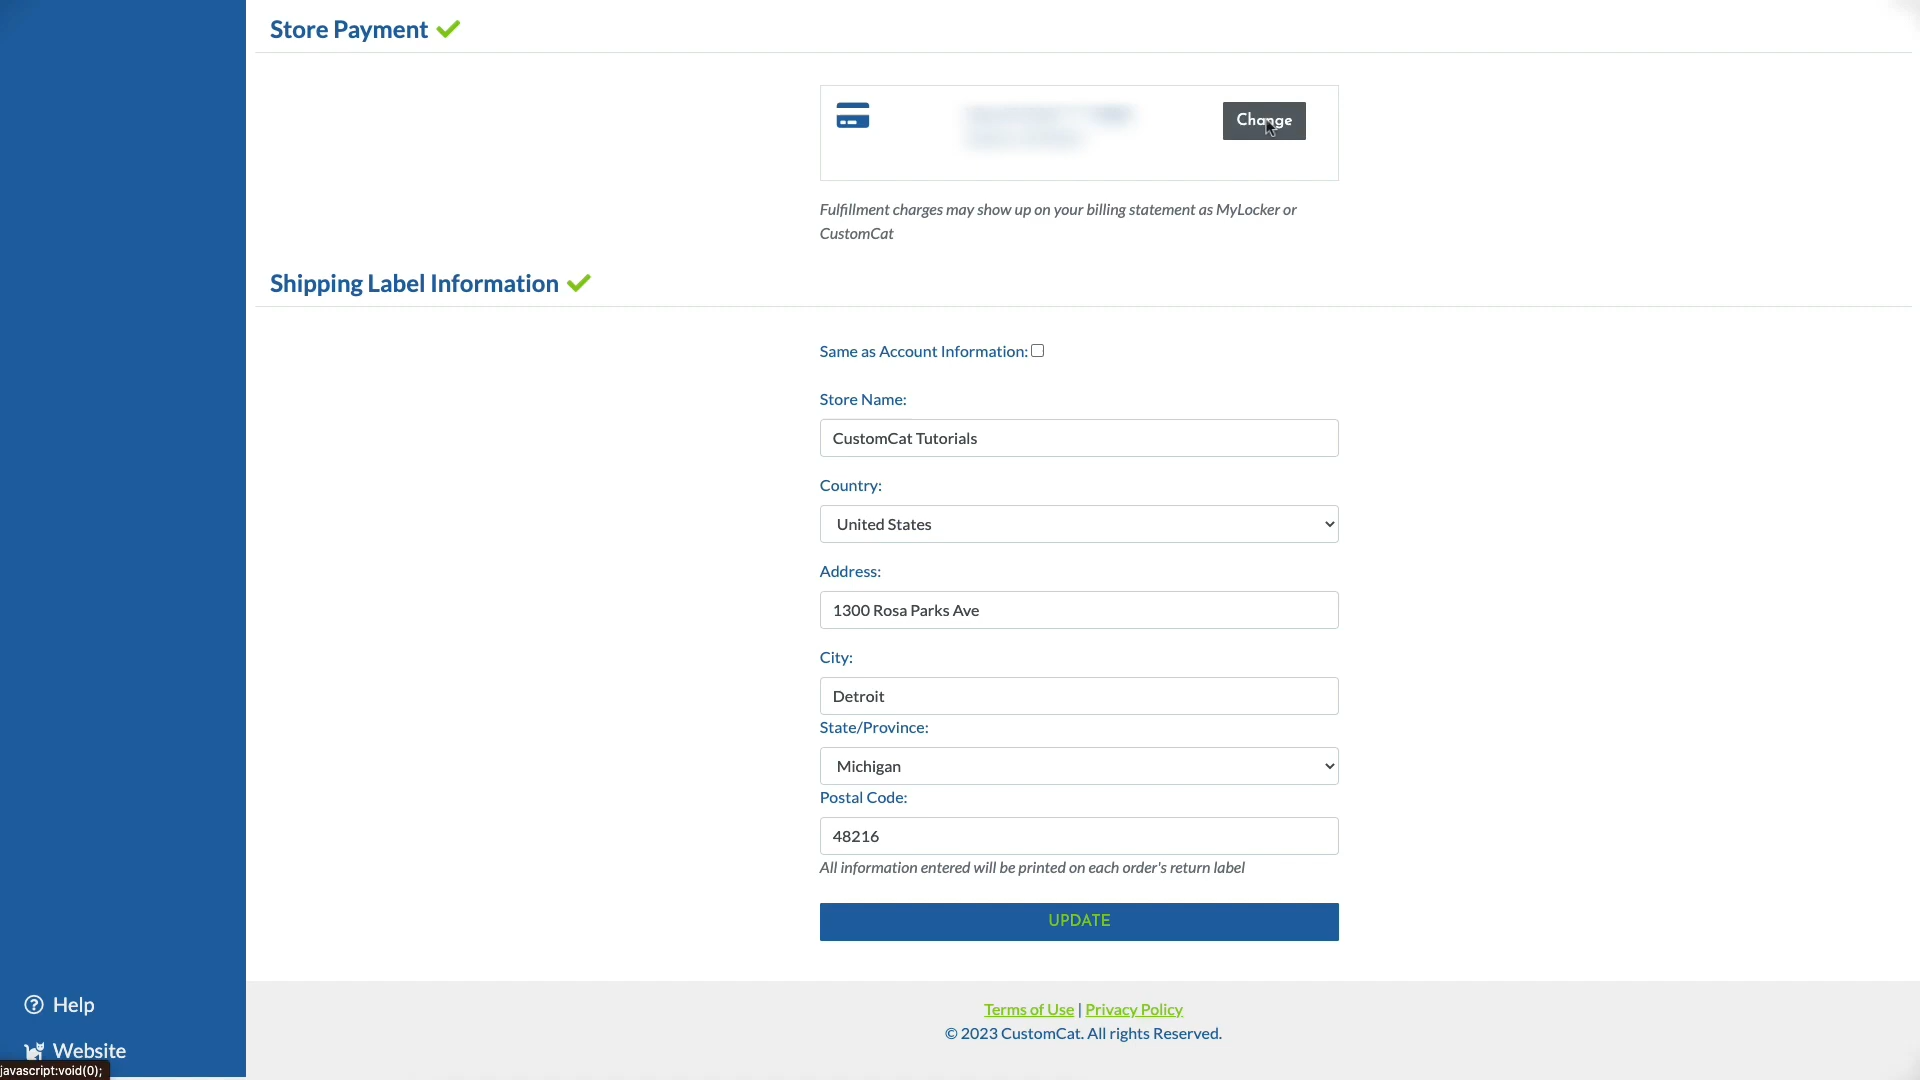 Store Payment
Change
Fulfillment charges may show up on your billing statement as MyLocker or
CustomCat
Shipping Label Information
Same as Account Information:
Store Name:
CustomCat Tutorials
Country:
United States
Address:
1300 Rosa Parks Ave
City:
Detroit
State/Province:
Michigan
Postal Code:
48216
All information entered will be printed on each order's return label
UPDATE
Help
Website
javascript:void(0);
Terms of Use | Privacy Policy
© 2023 CustomCat. All rights Reserved.